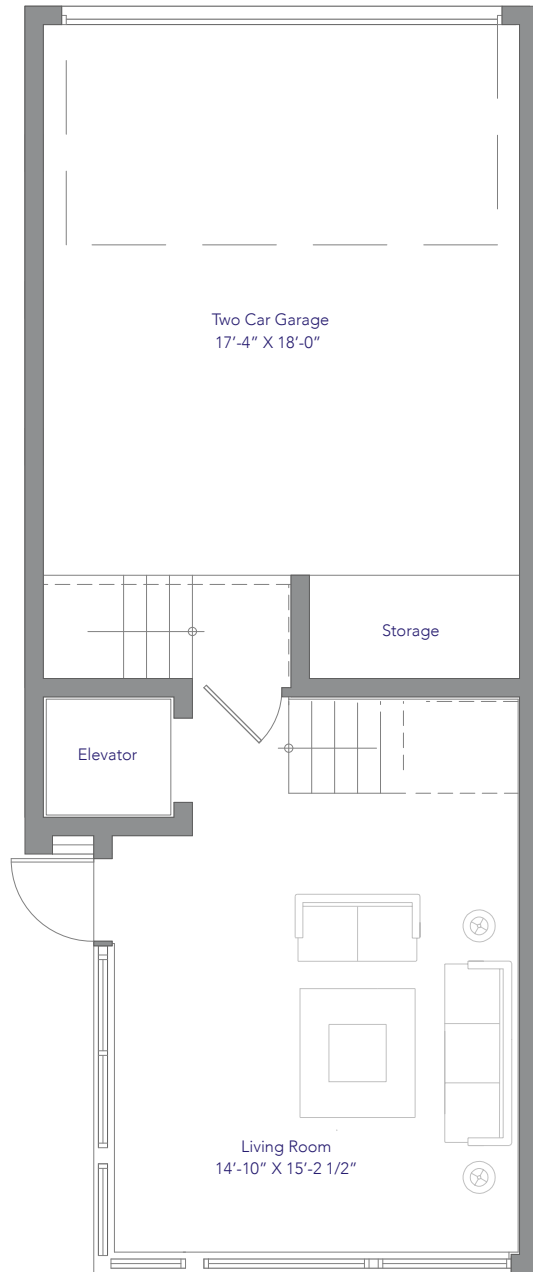 Two Car Garage
17’-4” X 18’-0”
Storage
Elevator
Living Room
14’-10” X 15’-2 1/2”